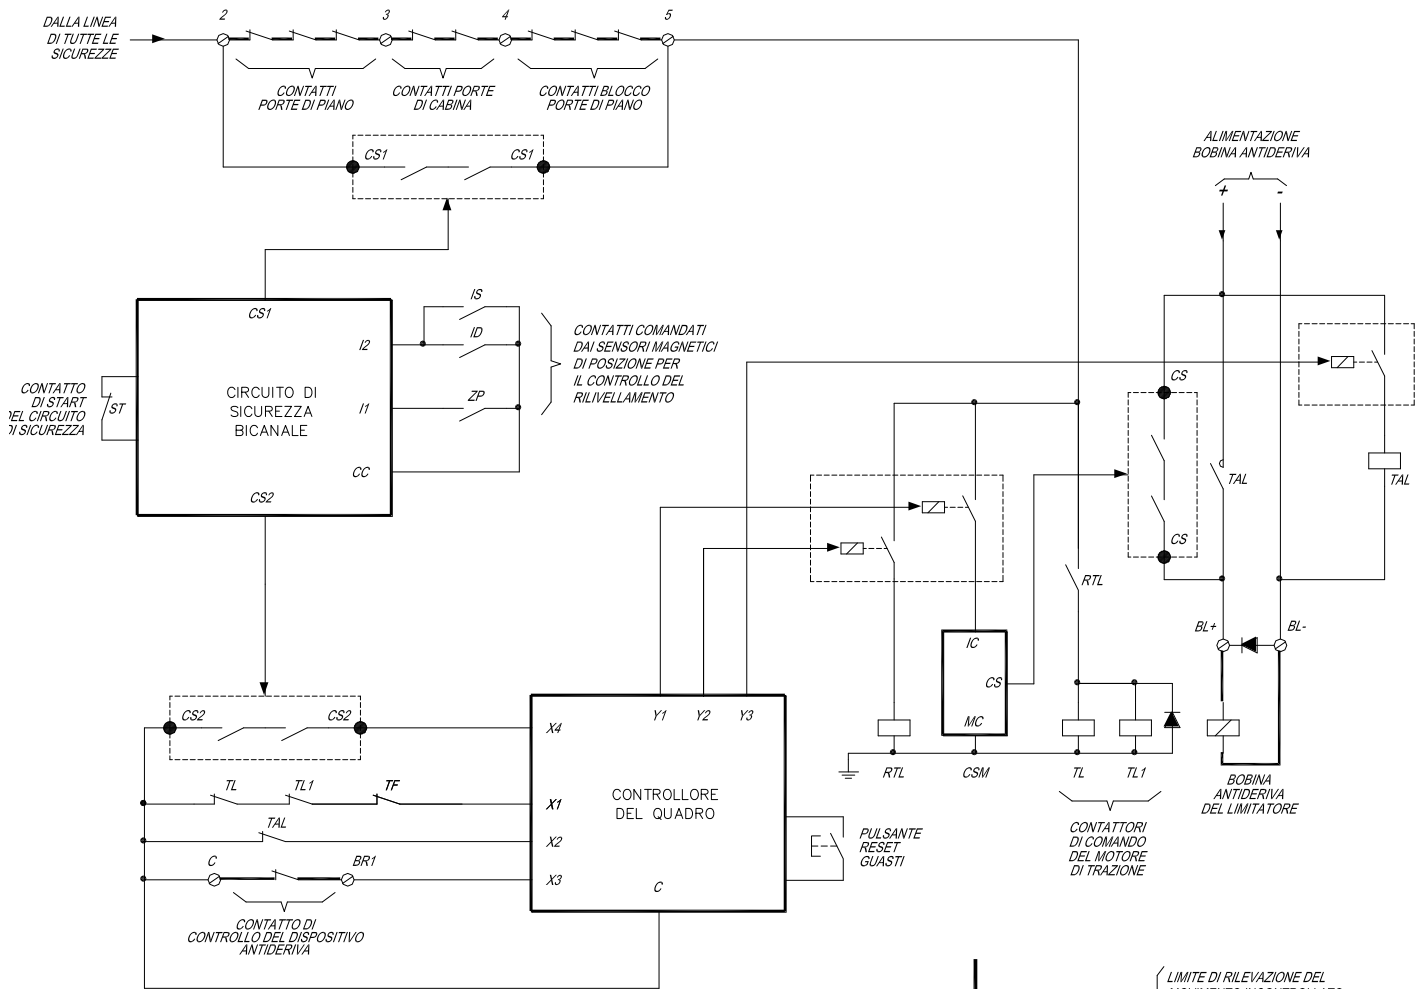 DALLA LINEA
DI TUTTE LE
SICUREZZE
2
3
4
5
CONTATTI
PORTE DI PIANO
CONTATTI PORTE
DI CABINA
CONTATTI BLOCCO
PORTE DI PIANO
CS1
CS1
ALIMENTAZIONE
BOBINA ANTIDERIVA
+
-
CS1
I2
I1
CC
CS2
CIRCUITO DI
SICUREZZA
BICANALE
CONTATTO
DI START
DEL CIRCUITO
DI SICUREZZA
ST
IS
ID
ZP
CONTATTI COMANDATI
DAI SENSORI MAGNETICI
DI POSIZIONE PER
IL CONTROLLO DEL
RILIVELLAMENTO
CS
CS
TAL
TAL
RTL
BL+
BL-
IC
CS
MC
RTL
CSM
TL
TL1
BOBINA
ANTIDERIVA
DEL LIMITATORE
CONTATTORI
DI COMANDO
DEL MOTORE
DI TRAZIONE
CS2
CS2
TL
TL1
TF
TAL
C
BR1
CONTATTO DI
CONTROLLO DEL DISPOSITIVO
ANTIDERIVA
X4
X1
X2
X3
Y1
Y2
Y3
CONTROLLORE
DEL QUADRO
C
PULSANTE
RESET
GUASTI
LIMITE DI RILEVAZIONE DEL